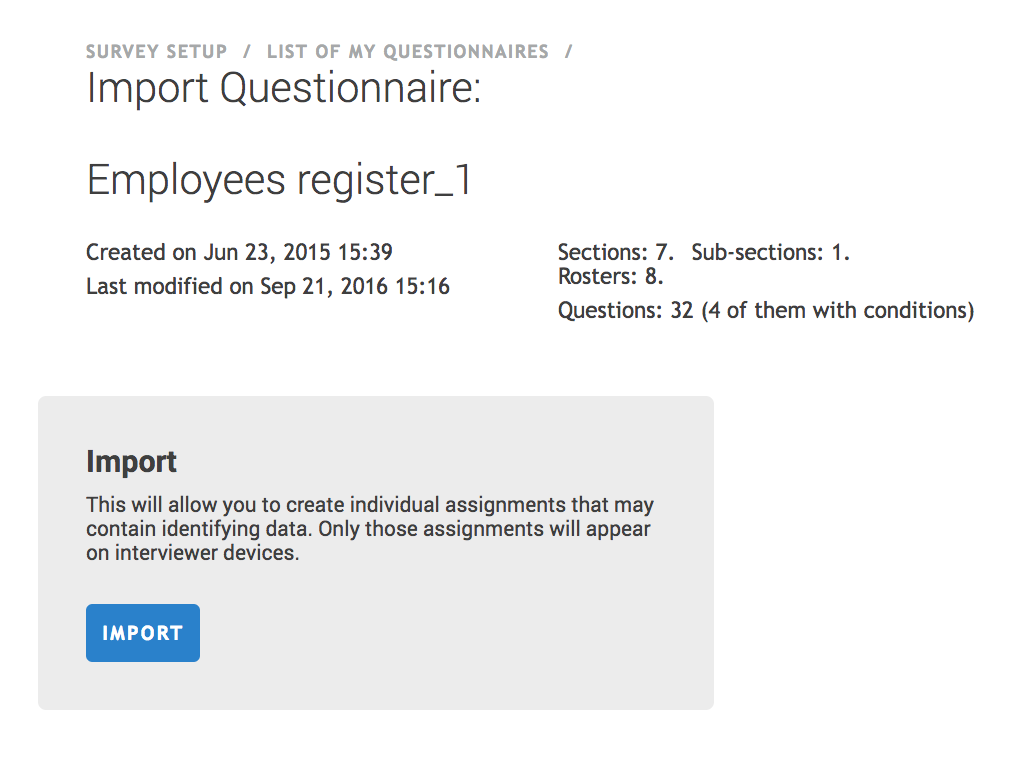 SURVEY SETUP / LIST OF MY QUESTIONNAIRES /
Import Questionnaire:
Employees register_1
Created on Jun 23, 2015 15:39
Last modified on Sep 21, 2016 15:16
Sections: 7. Sub-sections: 1.
Rosters: 8.
Questions: 32 (4 of them with conditions)
Import
This will allow you to create individual assignments that may
contain identifying data. Only those assignments will appear
on interviewer devices.
IMPORT